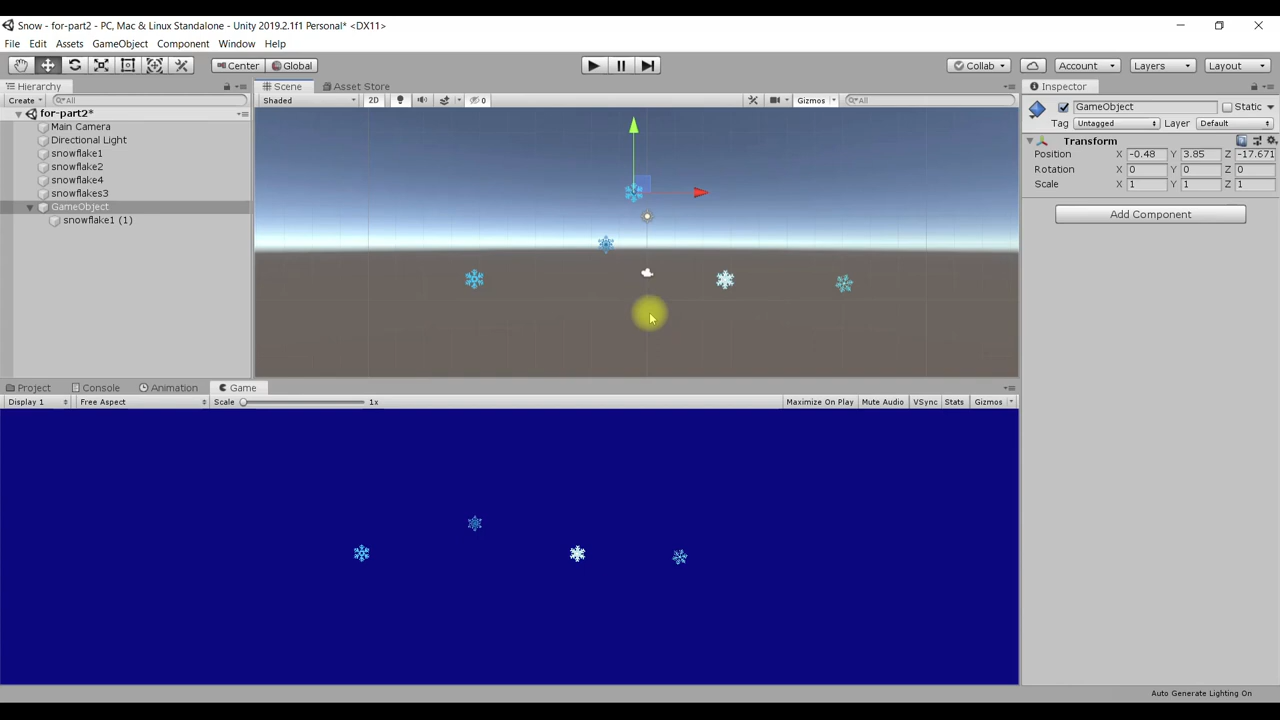 Snow - for-part2 - PC, Mac & Linux Standalone - Unity 2019.2.1f1 Personal* <DX11>
File Edit Assets GameObject Component Window Help
Center Global Collab Account Layers Layout
Hierarchy Scene Asset Store Inspector
Create All Shaded 2D 0 Gizmos All
GameObject Static
Tag Untagged Layer Default
for-part2*
Main Camera
Directional Light
snowflake1
snowflake2
snowflake4
snowflakes3
GameObject
snowflake1 (1)
Transform
Position X -0.48 Y 3.85 Z -17.671
Rotation X 0 Y 0 Z 0
Scale X 1 Y 1 Z 1
Add Component
Project Console Animation Game
Display 1 Free Aspect Scale 1x Maximize On Play Mute Audio VSync Stats Gizmos
Auto Generate Lighting On